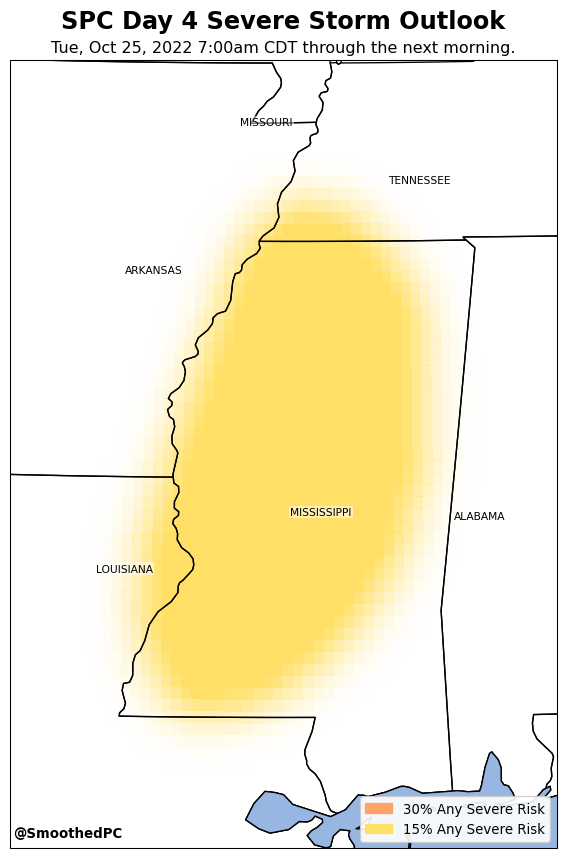 SPC Day 4 Severe Storm Outlook
Tue, Oct 25, 2022 7:00am CDT through the next morning.
MISSOURI
TENNESSEE
ARKANSAS
MISSISSIPPI
ALABAMA
LOUISIANA
30% Any Severe Risk
15% Any Severe Risk
@SmoothedPC